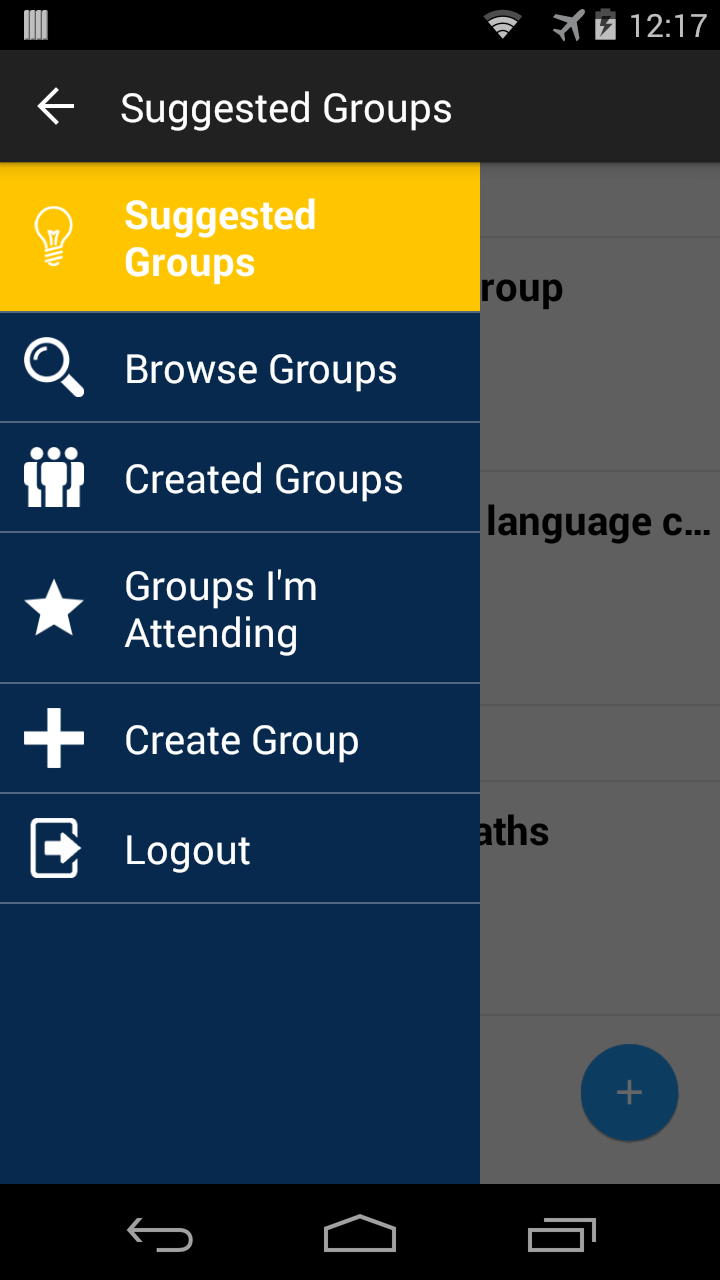 12:17
Suggested Groups
Suggested
Groups
roup
Browse Groups
Created Groups
language c...
Groups I'm
Attending
Create Group
aths
Logout